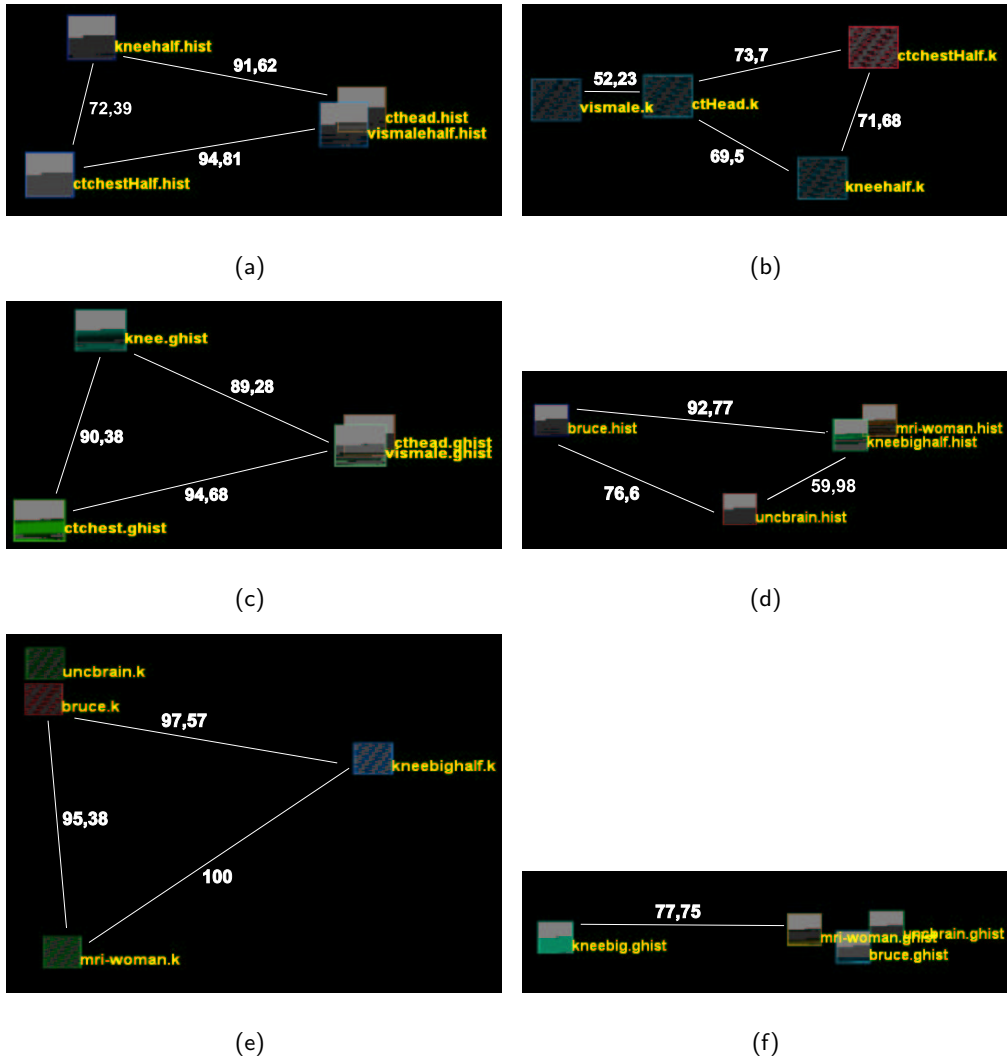 kneehalf.hist
91,62
72,39
cthead.hist
vismalehalf.hist
94,81
ctchestHalf.hist
(a)
73,7
ctchestHalf.k
52,23
vismale.k
ctHead.k
71,68
69,5
kneehalf.k
(b)
knee.ghist
89,28
90,38
cthead.ghist
vismale.ghist
94,68
ctchest.ghist
(c)
92,77
bruce.hist
mri-woman.hist
kneebighalf.hist
76,6
59,98
uncbrain.hist
(d)
uncbrain.k
bruce.k
97,57
kneebighalf.k
95,38
100
mri-woman.k
(e)
77,75
kneebig.ghist
mri-woman.ghist
uncbrain.ghist
bruce.ghist
(f)